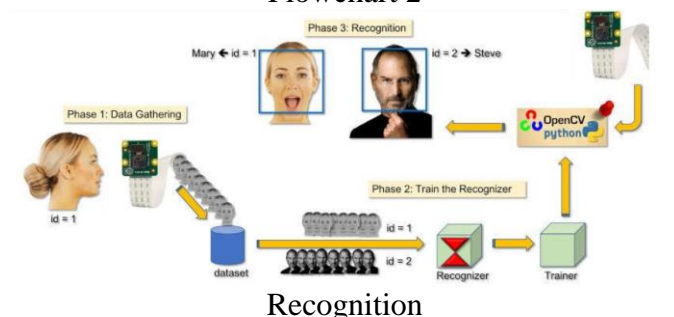 Flowchart 2
Phase 3: Recognition
Mary ← id = 1
id = 2 → Steve
Phase 1: Data Gathering
OpenCV
python
id = 1
Phase 2: Train the Recognizer
id = 1
id = 2
dataset
Recognizer
Trainer
Recognition